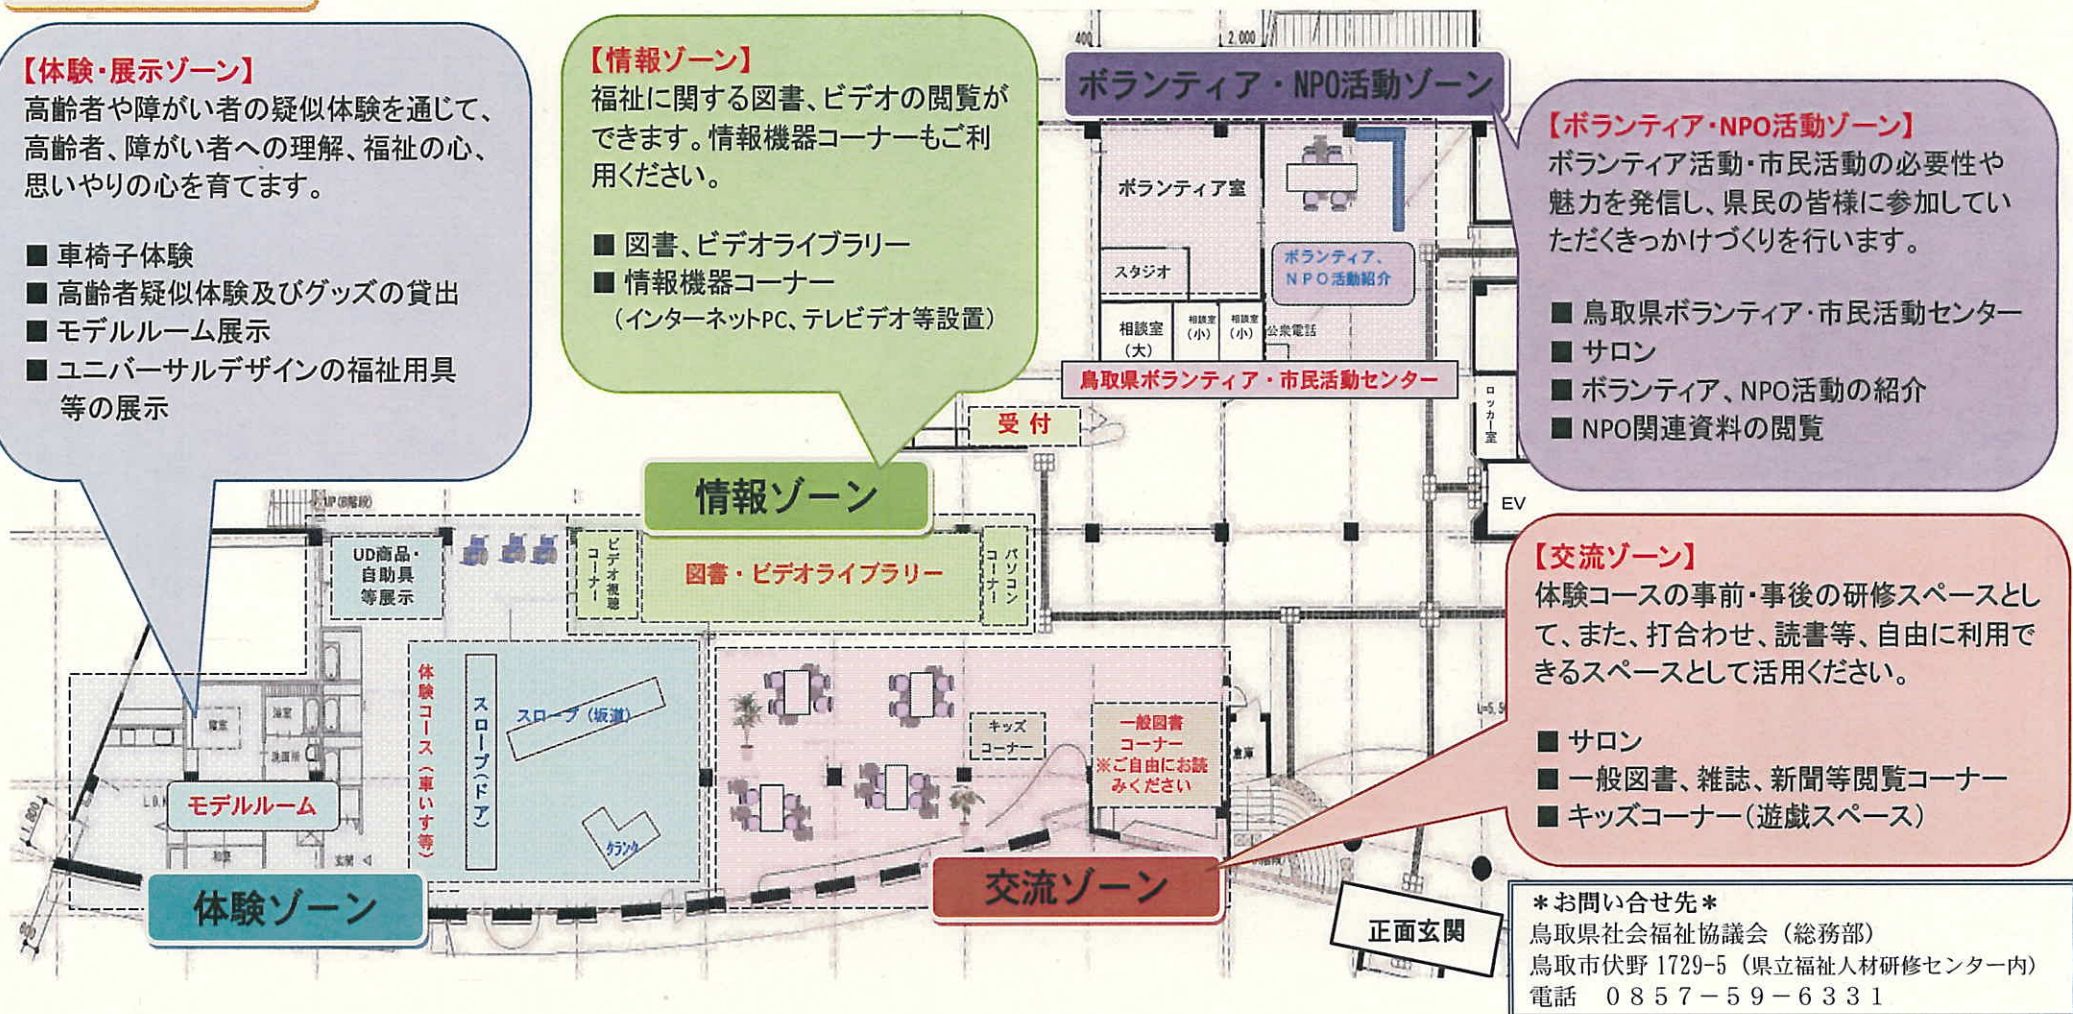 【体験・展示ゾーン】
高齢者や障がい者の疑似体験を通じて、
高齢者、障がい者への理解、福祉の心、
思いやりの心を育てます。
■ 車椅子体験
■ 高齢者疑似体験及びグッズの貸出
■ モデルルーム展示
■ ユニバーサルデザインの福祉用具
等の展示
【情報ゾーン】
福祉に関する図書、ビデオの閲覧が
できます。情報機器コーナーもご利
用ください。
■ 図書、ビデオライブラリー
■ 情報機器コーナー
（インターネットPC、テレビデオ等設置）
400
2.000
ボランティア・NPO活動ゾーン
ボランティア室
スタジオ
ボランティア、
NPO活動紹介
相談室
（大）
相談室
（小）
相談室
（小）
公衆電話
鳥取県ボランティア・市民活動センター
受付
ロッカー室
EV
【ボランティア・NPO活動ゾーン】
ボランティア活動・市民活動の必要性や
魅力を発信し、県民の皆様に参加してい
ただくきっかけづくりを行います。
■ 鳥取県ボランティア・市民活動センター
■ サロン
■ ボランティア、NPO活動の紹介
■ NPO関連資料の閲覧
情報ゾーン
UD商品・
自助具
等展示
ビデオ視聴
コーナー
図書・ビデオライブラリー
パソコン
コーナー
体験コース（車いす等）
スロープ（ドア）
スロープ（坂道）
クランク
寝室
浴室
洗面所
モデルルーム
和室
玄関
体験ゾーン
キッズ
コーナー
一般図書
コーナー
※ご自由にお読
みください
倉庫
交流ゾーン
正面玄関
【交流ゾーン】
体験コースの事前・事後の研修スペースとし
て、また、打合わせ、読書等、自由に利用で
きるスペースとして活用ください。
■ サロン
■ 一般図書、雑誌、新聞等閲覧コーナー
■ キッズコーナー（遊戯スペース）
＊お問い合せ先＊
鳥取県社会福祉協議会（総務部）
鳥取市伏野 1729-5（県立福祉人材研修センター内）
電話　０８５７－５９－６３３１